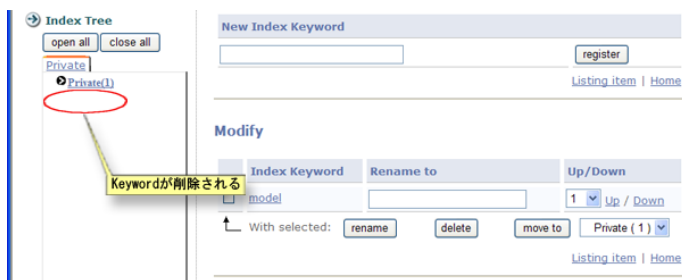 Index Tree
open all close all
Private
Private(1)
Keywordが削除される
New Index Keyword
register
Listing item | Home
Modify
Index Keyword Rename to Up/Down
model 1 Up / Down
With selected: rename delete move to Private ( 1 )
Listing item | Home